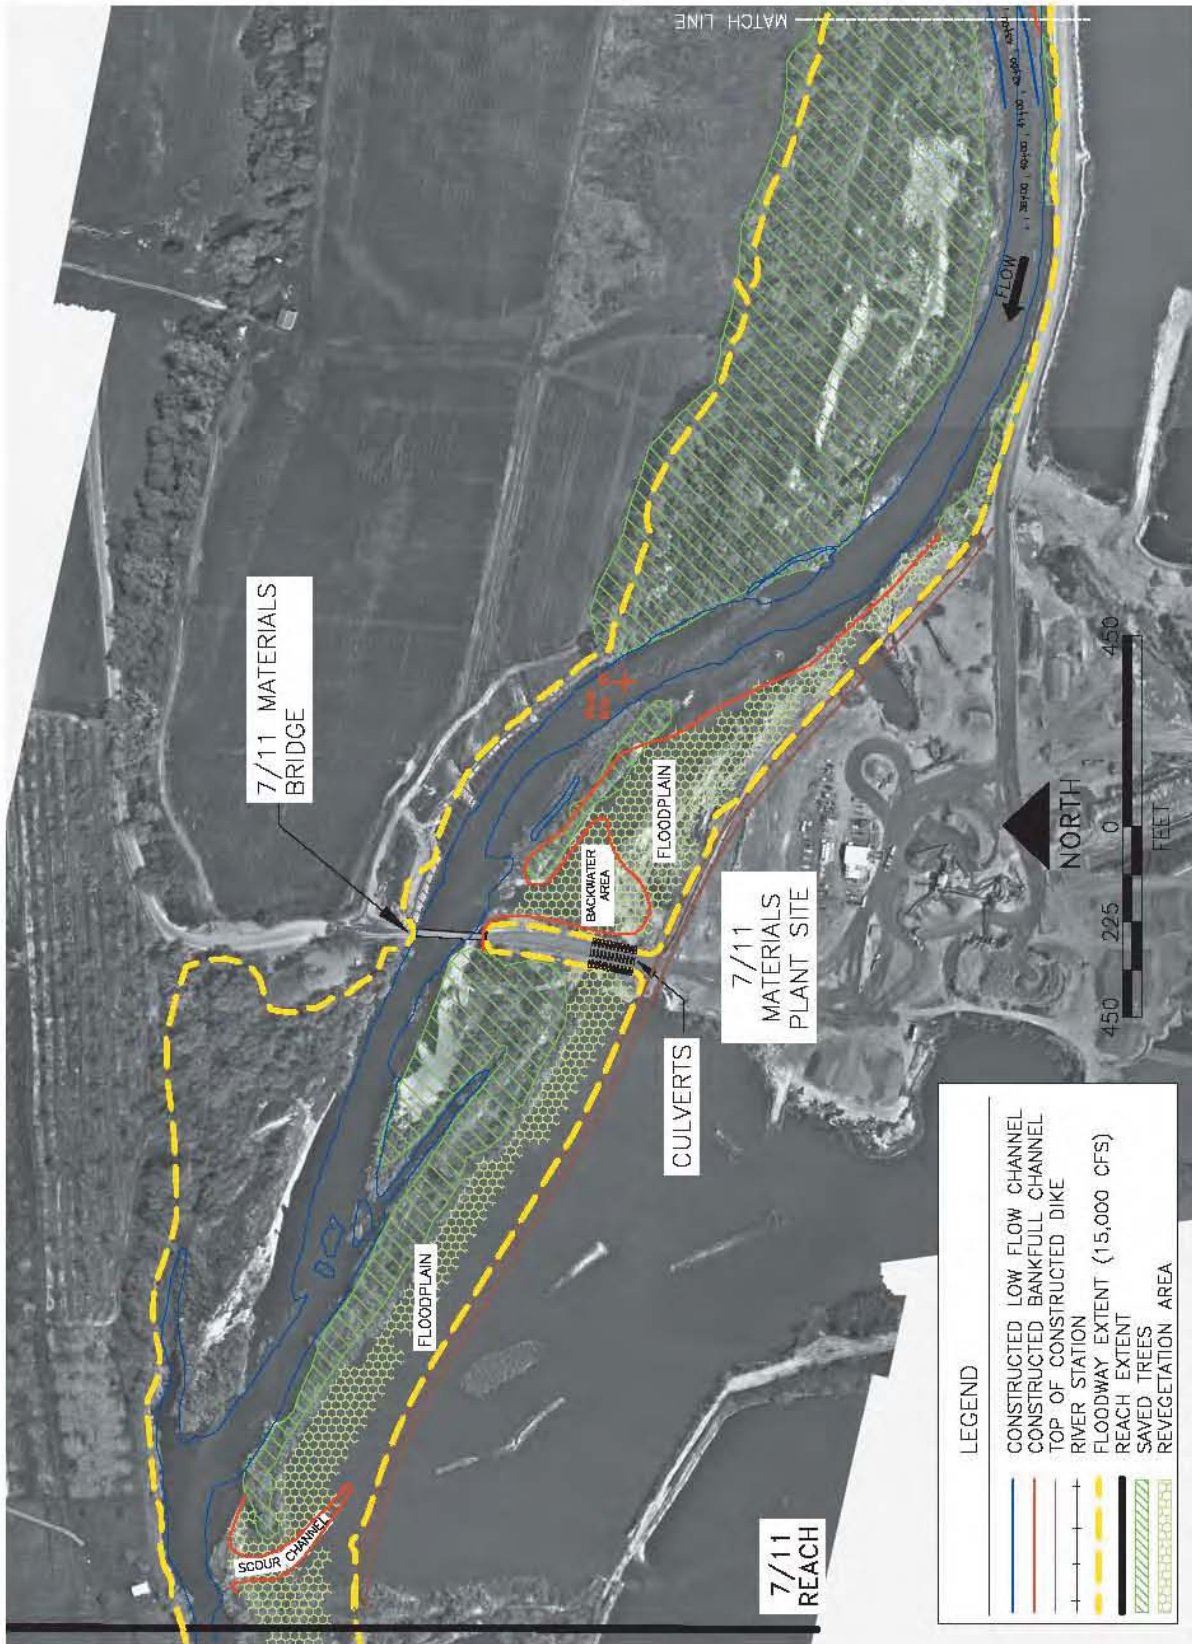 MATCH LINE
FLOW
7/11 MATERIALS
BRIDGE
BACKWATER
AREA
FLOODPLAIN
7/11
MATERIALS
PLANT SITE
CULVERTS
FLOODPLAIN
SCOUR CHANNEL
NORTH
450
225
0
450
FEET
7/11
REACH
LEGEND
CONSTRUCTED LOW FLOW CHANNEL
CONSTRUCTED BANKFULL CHANNEL
TOP OF CONSTRUCTED DIKE
RIVER STATION
FLOODWAY EXTENT (15,000 CFS)
REACH EXTENT
SAVED TREES
REVEGETATION AREA